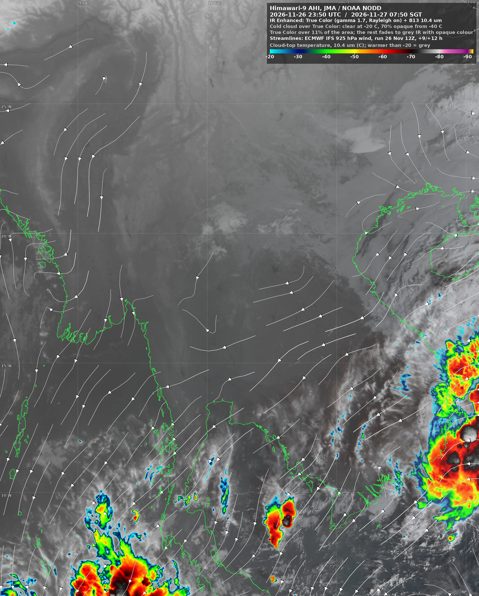 Himawari-9 AHI, JMA / NOAA NODD
2026-11-26 23:50 UTC / 2026-11-27 07:50 SGT
IR Enhanced: True Color (gamma 1.7, Rayleigh on) + B13 10.4 um
Cold cloud over True Color: clear at -20 C, 70% opaque from -40 C
True Color over 11% of the area; the rest fades to grey IR with opaque colour
Streamlines: ECMWF IFS 925 hPa wind, run 26 Nov 12Z, +9/+12 h
Cloud-top temperature, 10.4 um (C); warmer than -20 = grey
-20 -30 -40 -50 -60 -70 -80 -90